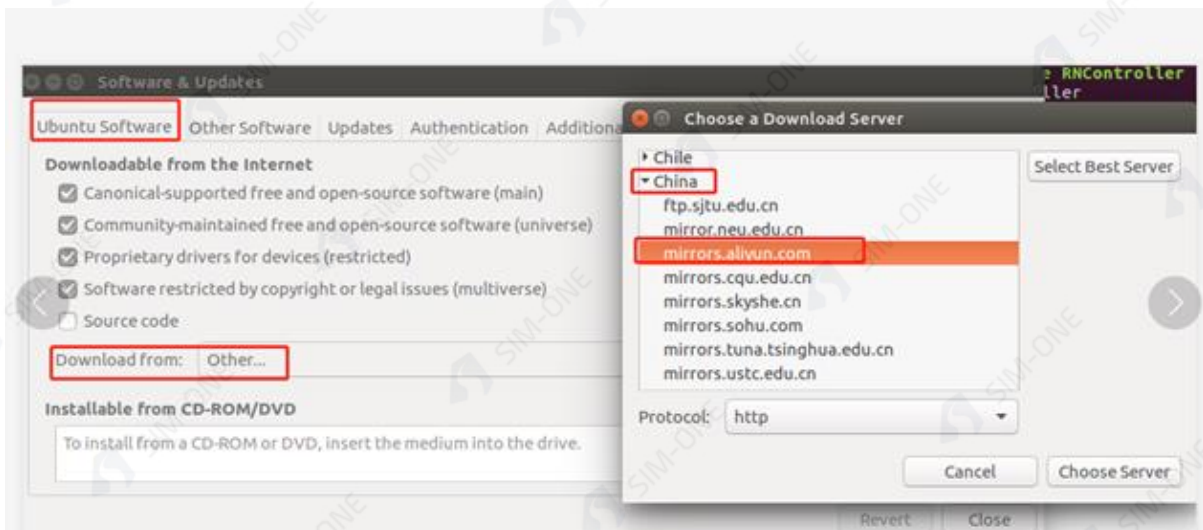 Software & Updates
RNController
ller
Ubuntu Software
Other Software
Updates
Authentication
Additiona
Downloadable from the Internet
Canonical-supported free and open-source software (main)
Community-maintained free and open-source software (universe)
Proprietary drivers for devices (restricted)
Software restricted by copyright or legal issues (multiverse)
Source code
Download from:
Other...
Installable from CD-ROM/DVD
To install from a CD-ROM or DVD, insert the medium into the drive.
Choose a Download Server
Chile
China
ftp.sjtu.edu.cn
mirror.neu.edu.cn
mirrors.aliyun.com
mirrors.cqu.edu.cn
mirrors.skyshe.cn
mirrors.sohu.com
mirrors.tuna.tsinghua.edu.cn
mirrors.ustc.edu.cn
Select Best Server
Protocol:
http
Cancel
Choose Server
Revert
Close
SIM-ONE